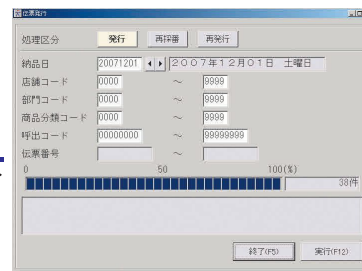 伝票発行
処理区分 発行 再採番 再発行
納品日 20071201 2007年12月01日 土曜日
店舗コード 0000 ～ 9999
部門コード 0000 ～ 9999
商品分類コード 0000 ～ 9999
呼出コード 00000000 ～ 99999999
伝票番号 ～
0 50 100(%)
38件
終了(F5) 実行(F12)